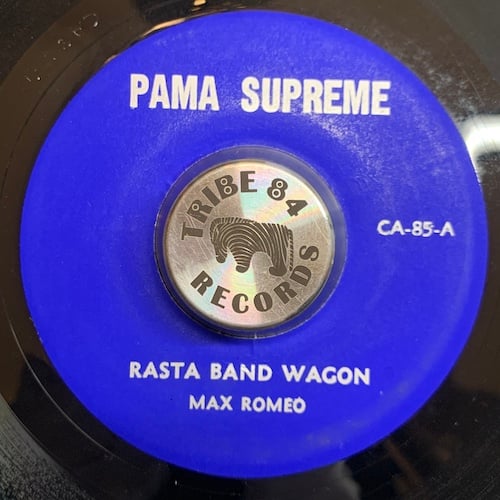 PAMA SUPREME
TRIBE 84
RECORDS
CA-85-A
RASTA BAND WAGON
MAX ROMEO